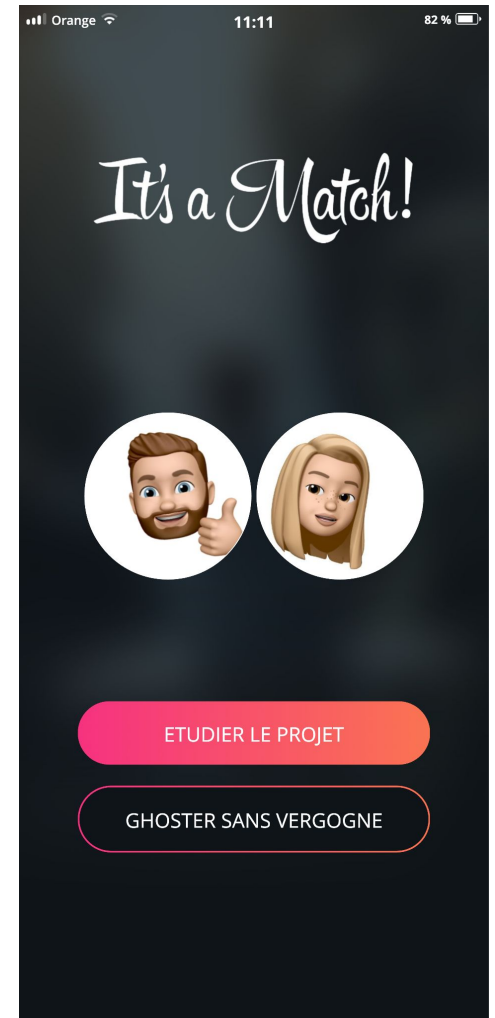 Orange 11:11 82 %
It's a Match!
ETUDIER LE PROJET
GHOSTER SANS VERGOGNE